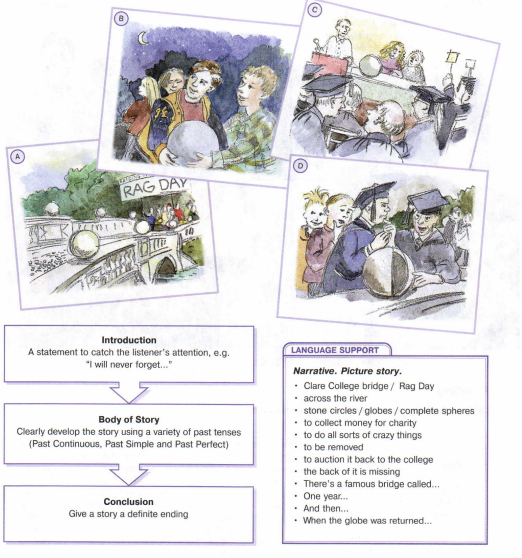 B
C
A
RAG DAY
D
Introduction
A statement to catch the listener's attention, e.g.
"I will never forget..."
Body of Story
Clearly develop the story using a variety of past tenses
(Past Continuous, Past Simple and Past Perfect)
Conclusion
Give a story a definite ending
LANGUAGE SUPPORT
Narrative. Picture story.
• Clare College bridge / Rag Day
• across the river
• stone circles / globes / complete spheres
• to collect money for charity
• to do all sorts of crazy things
• to be removed
• to auction it back to the college
• the back of it is missing
• There's a famous bridge called...
• One year...
• And then...
• When the globe was returned...